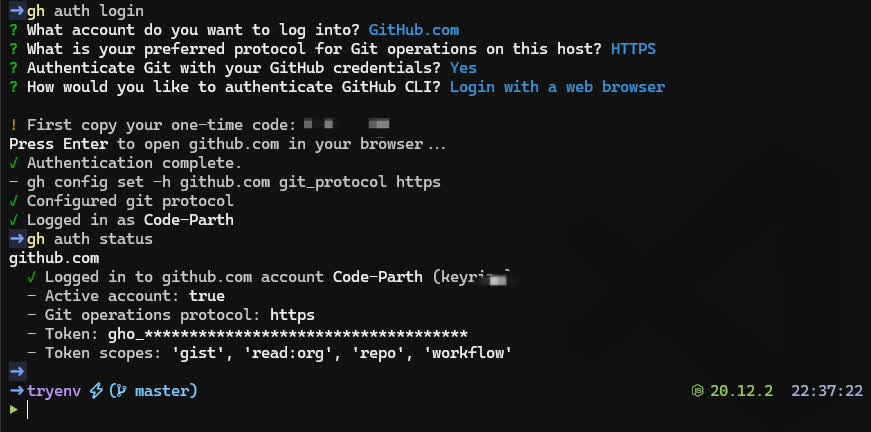 ➜gh auth login
? What account do you want to log into? GitHub.com
? What is your preferred protocol for Git operations on this host? HTTPS
? Authenticate Git with your GitHub credentials? Yes
? How would you like to authenticate GitHub CLI? Login with a web browser
! First copy your one-time code:
Press Enter to open github.com in your browser...
✓ Authentication complete.
- gh config set -h github.com git_protocol https
✓ Configured git protocol
✓ Logged in as Code-Parth
➜gh auth status
github.com
✓ Logged in to github.com account Code-Parth
- Active account: true
- Git operations protocol: https
- Token: gho_************************************
- Token scopes: 'gist', 'read:org', 'repo', 'workflow'
➜
➜tryenv ⚡( master) 20.12.2 22:37:22